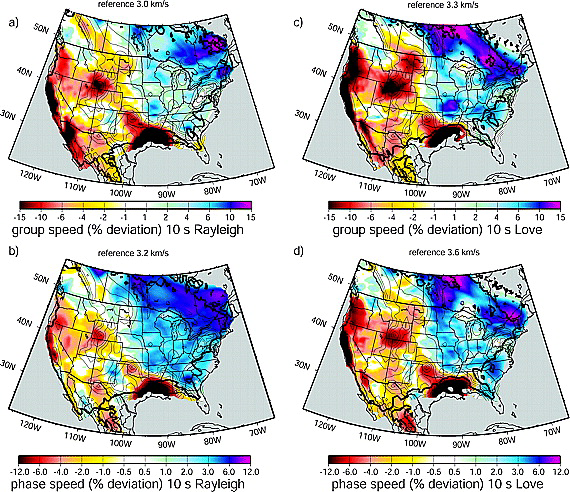 reference 3.0 km/s
a)
50N
40N
30N
120W
110W
100W
90W
80W
70W
-15 -10 -6 -4 -2 -1 1 2 4 6 10 15
group speed (% deviation) 10 s Rayleigh
reference 3.3 km/s
c)
50N
40N
30N
120W
110W
100W
90W
80W
70W
-15 -10 -6 -4 -2 -1 1 2 4 6 10 15
group speed (% deviation) 10 s Love
reference 3.2 km/s
b)
50N
40N
30N
120W
110W
100W
90W
80W
70W
-12.0 -6.0 -4.0 -2.0 -1.0 -0.5 0.5 1.0 2.0 3.0 6.0 12.0
phase speed (% deviation) 10 s Rayleigh
reference 3.6 km/s
d)
50N
40N
30N
120W
110W
100W
90W
80W
70W
-12.0 -6.0 -4.0 -2.0 -1.0 -0.5 0.5 1.0 2.0 3.0 6.0 12.0
phase speed (% deviation) 10 s Love